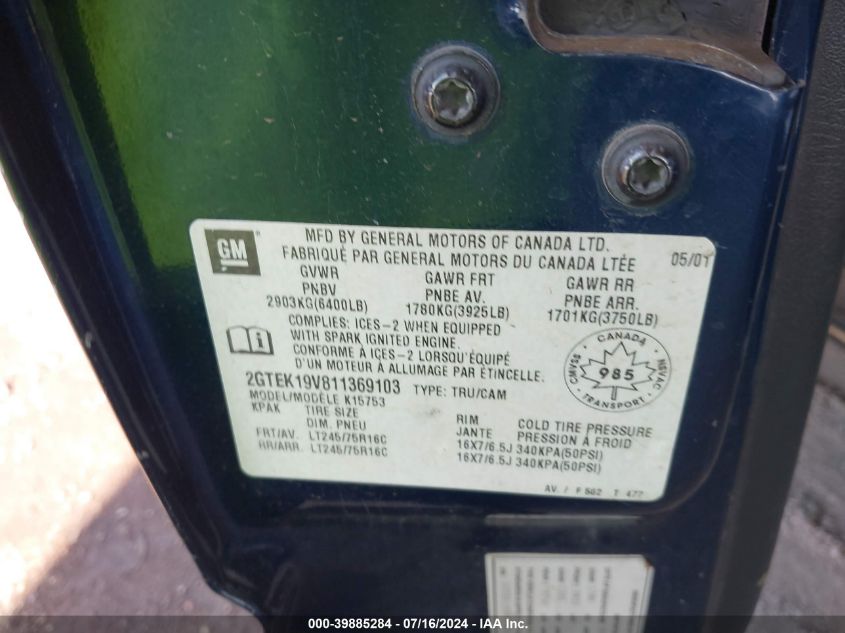 GM
MFD BY GENERAL MOTORS OF CANADA LTD.
FABRIQUÉ PAR GENERAL MOTORS DU CANADA LTÉE
05/01
GVWR
PNBV
2903KG(6400LB)
GAWR FRT
PNBE AV.
1780KG(3925LB)
GAWR RR
PNBE ARR.
1701KG(3750LB)
COMPLIES: ICES-2 WHEN EQUIPPED
WITH SPARK IGNITED ENGINE.
CONFORME À ICES-2 LORSQU'ÉQUIPÉ
D'UN MOTEUR À ALLUMAGE PAR ÉTINCELLE.
CANADA
CMVSS
985
NSVAC
TRANSPORT
2GTEK19V811369103 TYPE: TRU/CAM
MODEL/MODÈLE K15753
KPAK TIRE SIZE RIM COLD TIRE PRESSURE
DIM. PNEU JANTE PRESSION À FROID
FRT/AV. LT245/75R16C 16X7/6.5J 340KPA(50PSI)
RR/ARR. LT245/75R16C 16X7/6.5J 340KPA(50PSI)
AV. / F 502 T 477
000-39885284 - 07/16/2024 - IAA Inc.